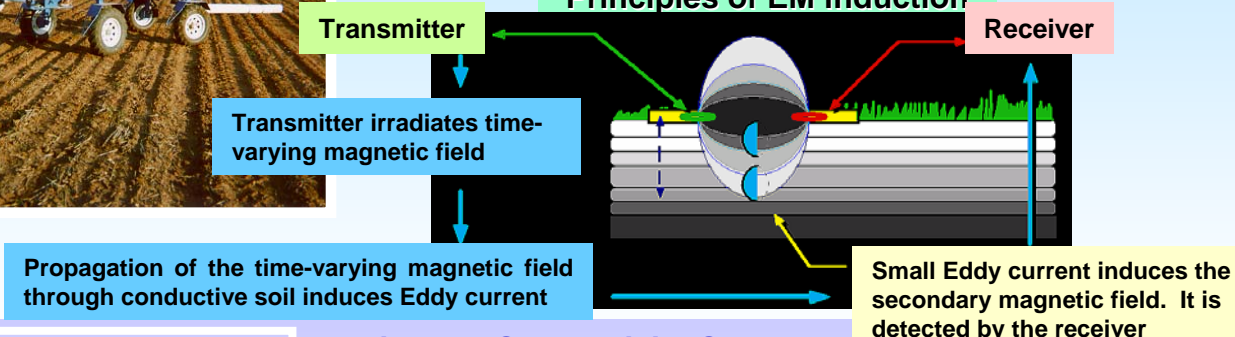 Principles of EM Induction
Transmitter
Receiver
Transmitter irradiates time-
varying magnetic field
Propagation of the time-varying magnetic field
through conductive soil induces Eddy current
Small Eddy current induces the
secondary magnetic field. It is
detected by the receiver